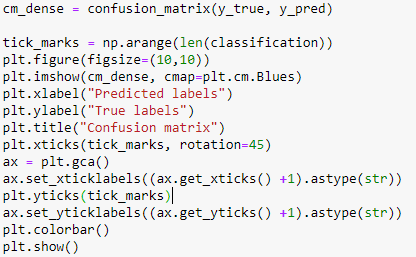 cm_dense = confusion_matrix(y_true, y_pred)
tick_marks = np.arange(len(classification))
plt.figure(figsize=(10,10))
plt.imshow(cm_dense, cmap=plt.cm.Blues)
plt.xlabel("Predicted labels")
plt.ylabel("True labels")
plt.title("Confusion matrix")
plt.xticks(tick_marks, rotation=45)
ax = plt.gca()
ax.set_xticklabels((ax.get_xticks() +1).astype(str))
plt.yticks(tick_marks)
ax.set_yticklabels((ax.get_yticks() +1).astype(str))
plt.colorbar()
plt.show()